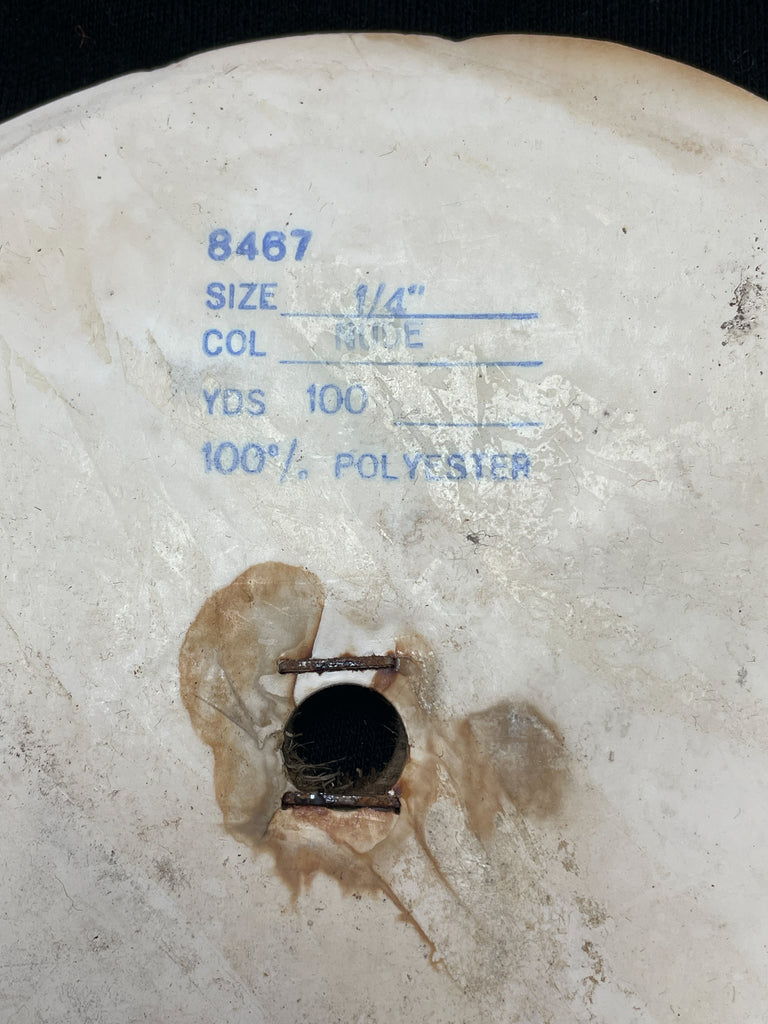 8467
SIZE 1/4"
COL NUDE
YDS 100
100% POLYESTER